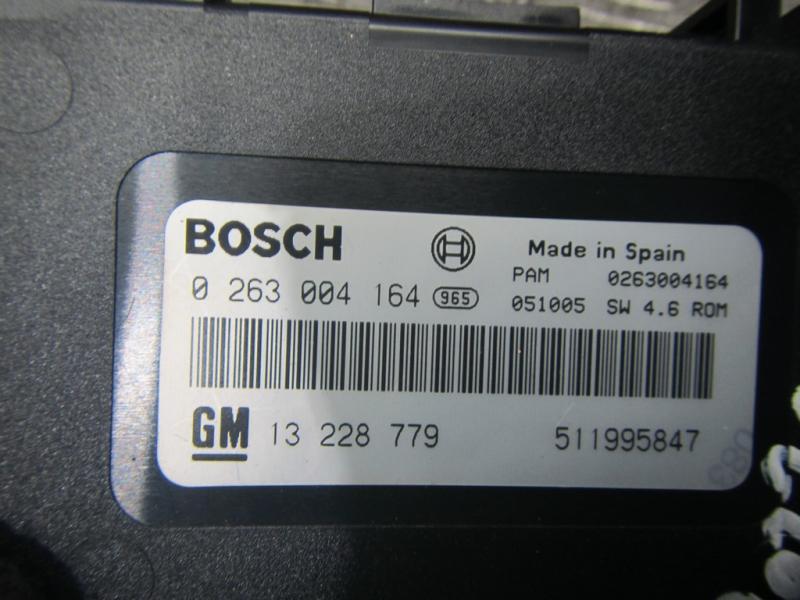 BOSCH
Made in Spain
PAM 0263004164
0 263 004 164 965
051005 SW 4.6 ROM
GM 13 228 779 511995847
083